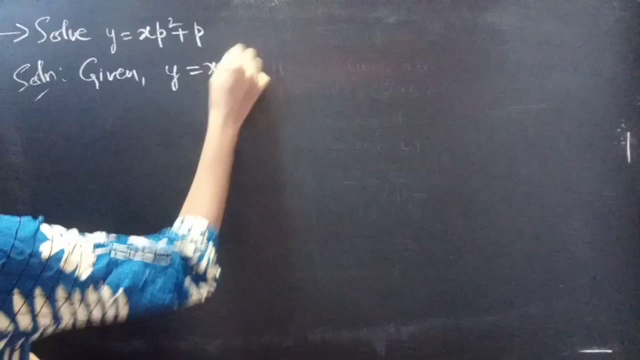 → Solve y = xp² + p
Soln: Given, y = x